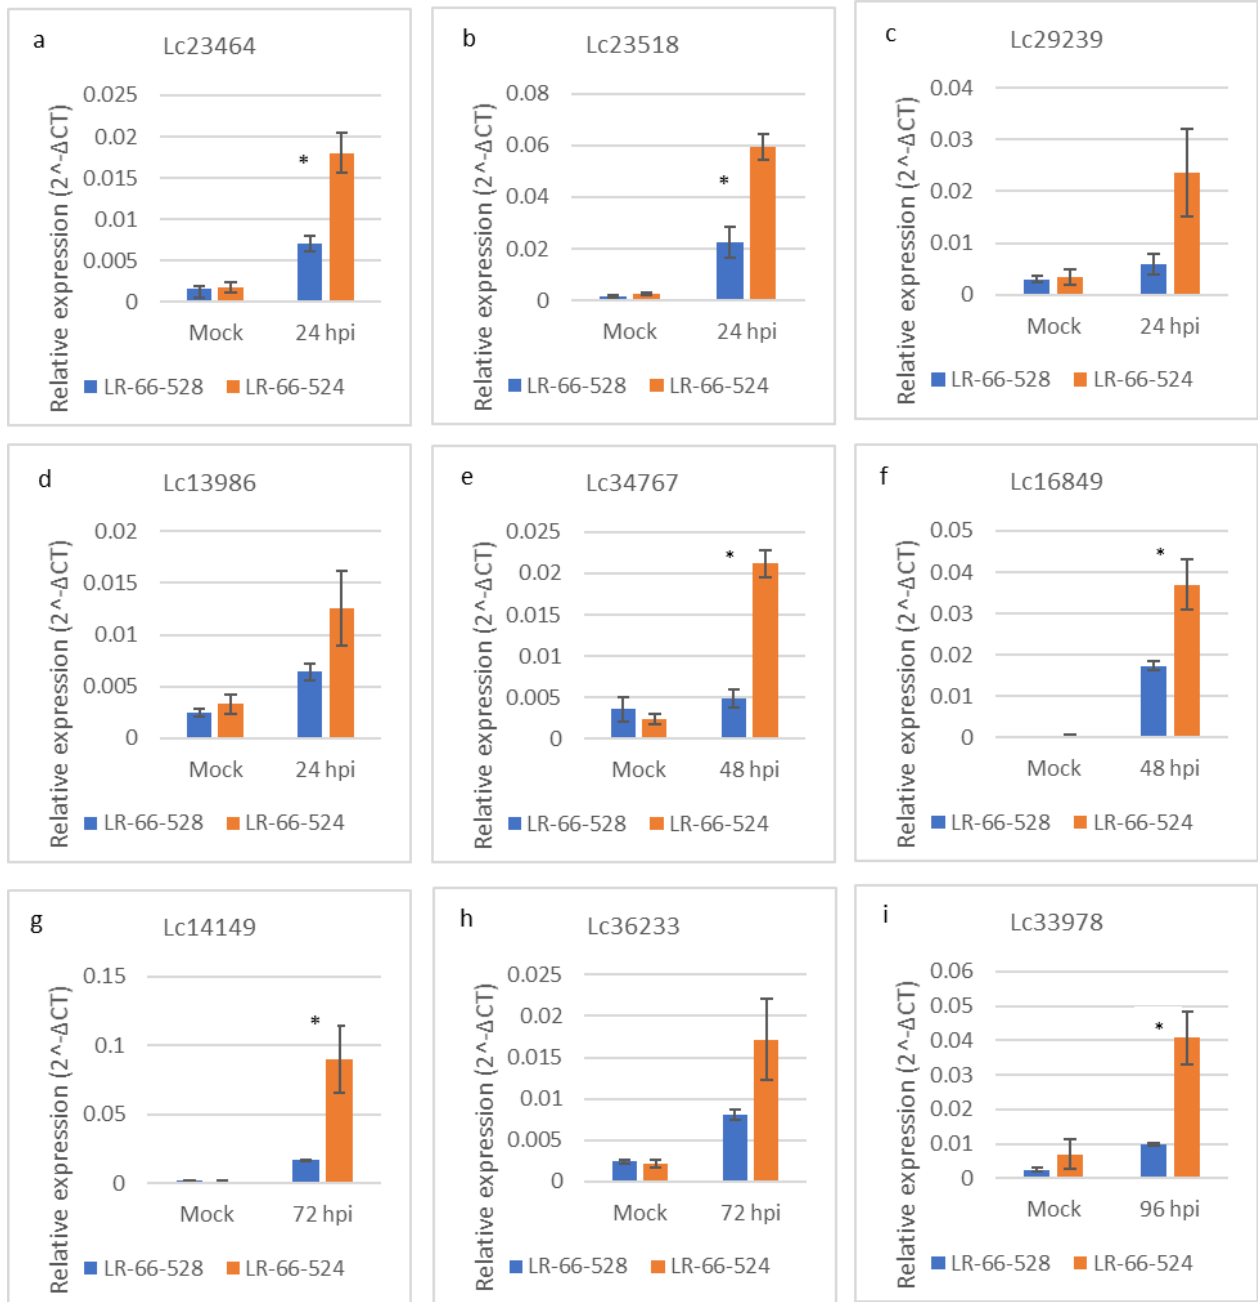 a
Lc23464
Relative expression (2^-ΔCT)
0.025
0.02
0.015
0.01
0.005
0
*
Mock
24 hpi
LR-66-528
LR-66-524
b
Lc23518
Relative expression (2^-ΔCT)
0.08
0.06
0.04
0.02
0
*
Mock
24 hpi
LR-66-528
LR-66-524
c
Lc29239
Relative expression (2^-ΔCT)
0.04
0.03
0.02
0.01
0
Mock
24 hpi
LR-66-528
LR-66-524
d
Lc13986
Relative expression (2^-ΔCT)
0.02
0.015
0.01
0.005
0
Mock
24 hpi
LR-66-528
LR-66-524
e
Lc34767
Relative expression (2^-ΔCT)
0.025
0.02
0.015
0.01
0.005
0
*
Mock
48 hpi
LR-66-528
LR-66-524
f
Lc16849
Relative expression (2^-ΔCT)
0.05
0.04
0.03
0.02
0.01
0
*
Mock
48 hpi
LR-66-528
LR-66-524
g
Lc14149
Relative expression (2^-ΔCT)
0.15
0.1
0.05
0
*
Mock
72 hpi
LR-66-528
LR-66-524
h
Lc36233
Relative expression (2^-ΔCT)
0.025
0.02
0.015
0.01
0.005
0
Mock
72 hpi
LR-66-528
LR-66-524
i
Lc33978
Relative expression (2^-ΔCT)
0.06
0.05
0.04
0.03
0.02
0.01
0
*
Mock
96 hpi
LR-66-528
LR-66-524